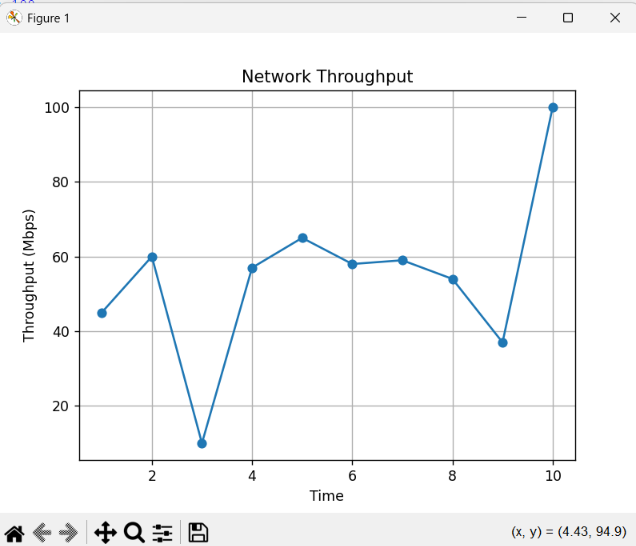 Figure 1
Network Throughput
Throughput (Mbps)
100
80
60
40
20
2 4 6 8 10
Time
(x, y) = (4.43, 94.9)